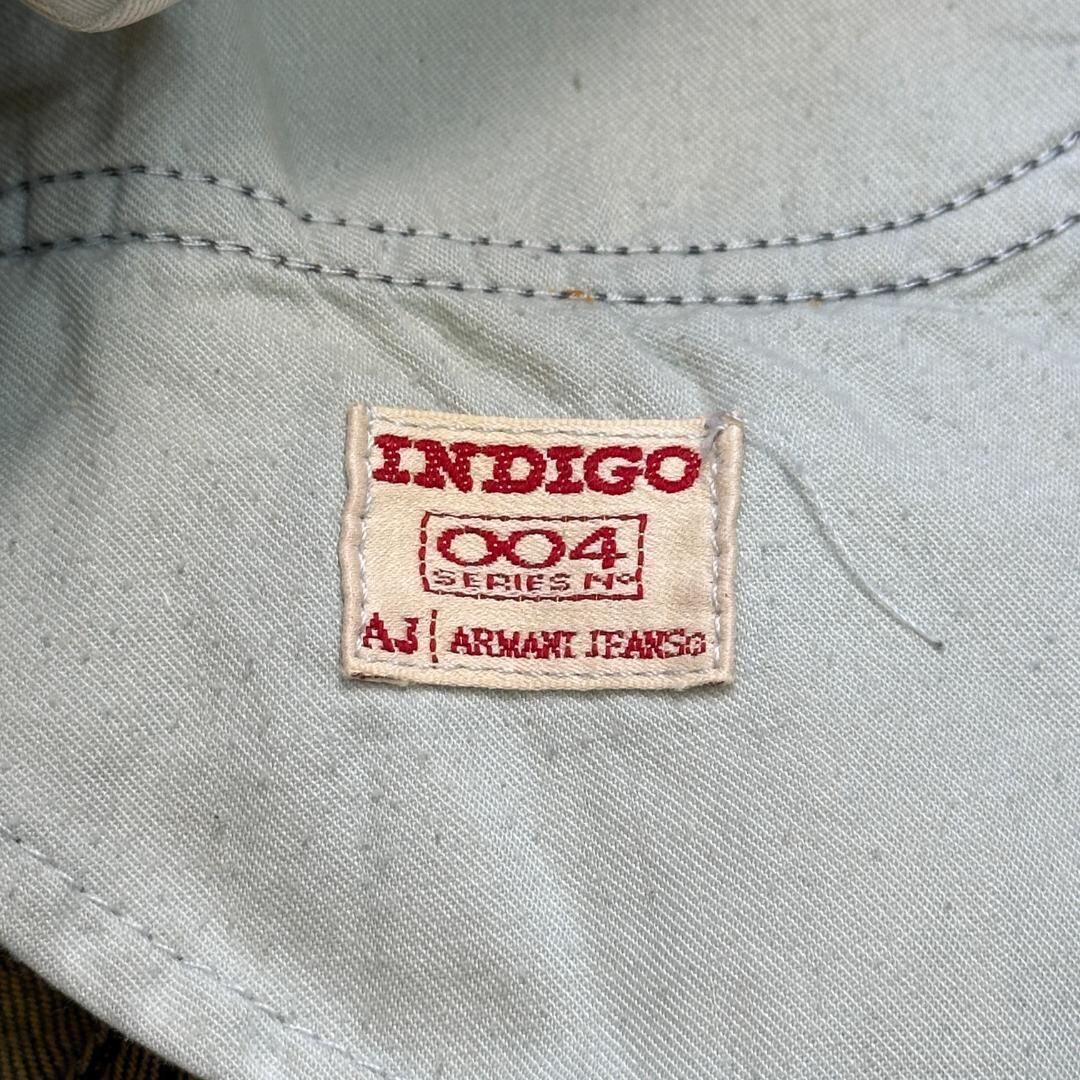 INDIGO
004
SERIES Nº
AJ | ARMANI JEANS®